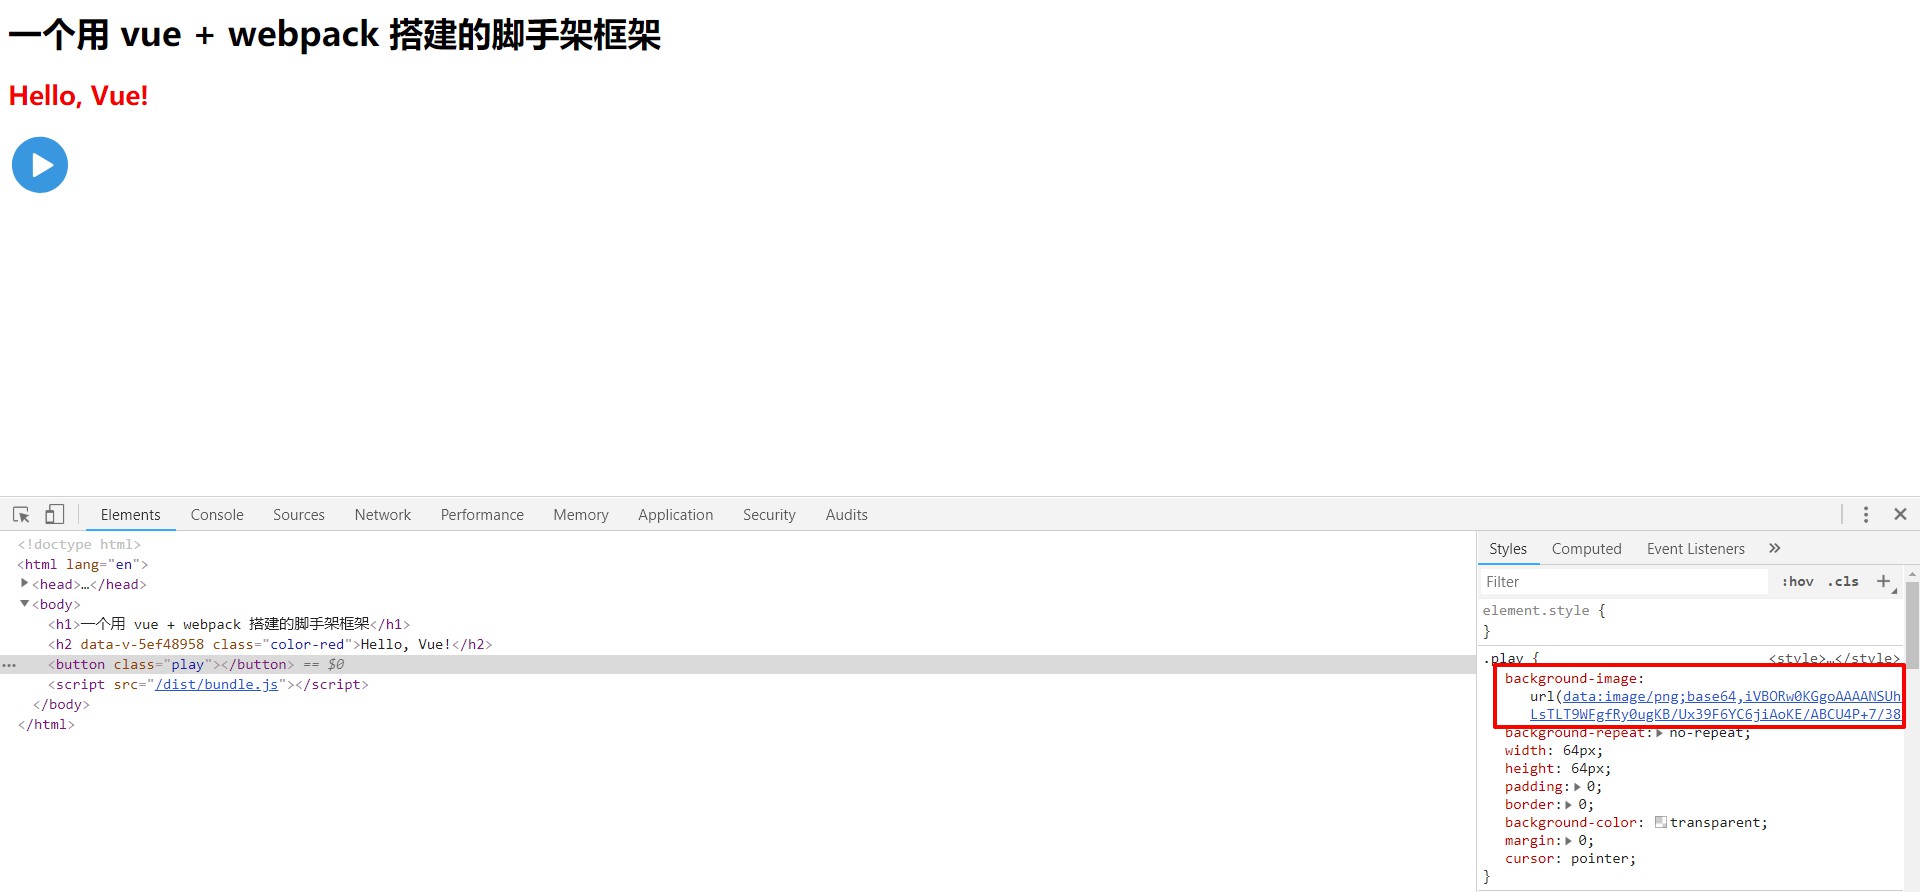 一个用 vue + webpack 搭建的脚手架框架
Hello, Vue!
Elements Console Sources Network Performance Memory Application Security Audits
<!doctype html>
<html lang="en">
<head>…</head>
<body>
<h1>一个用 vue + webpack 搭建的脚手架框架</h1>
<h2 data-v-5ef48958 class="color-red">Hello, Vue!</h2>
<button class="play"></button> == $0
<script src="/dist/bundle.js"></script>
</body>
</html>
Styles Computed Event Listeners »
Filter :hov .cls +
element.style {
}
.play { <style>…</style>
background-image:
url(data:image/png;base64,iVBORw0KGgoAAAANSUh
LsTLT9WFgfRy0ugKB/Ux39F6YC6jiAoKE/ABCU4P+7/38
background-repeat: no-repeat;
width: 64px;
height: 64px;
padding: 0;
border: 0;
background-color: transparent;
margin: 0;
cursor: pointer;
}